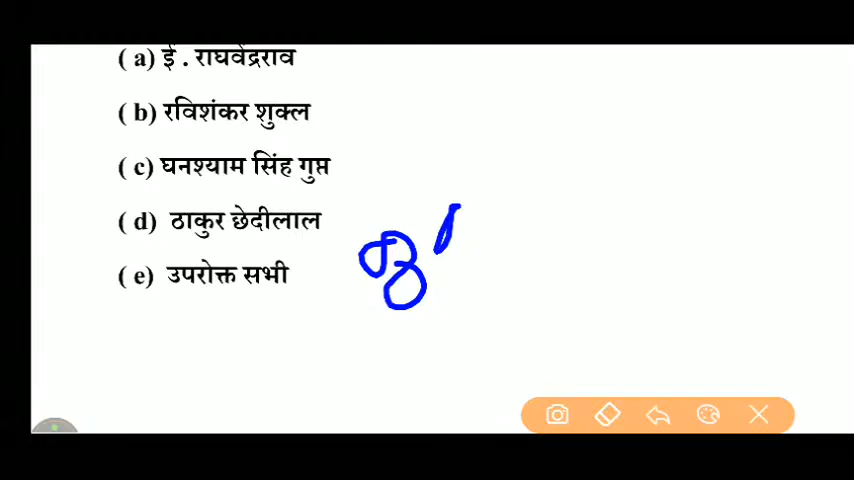 ( a) ई . राघवेंद्रराव
( b) रविशंकर शुक्ल
( c) घनश्याम सिंह गुप्त
( d) ठाकुर छेदीलाल
( e) उपरोक्त सभी